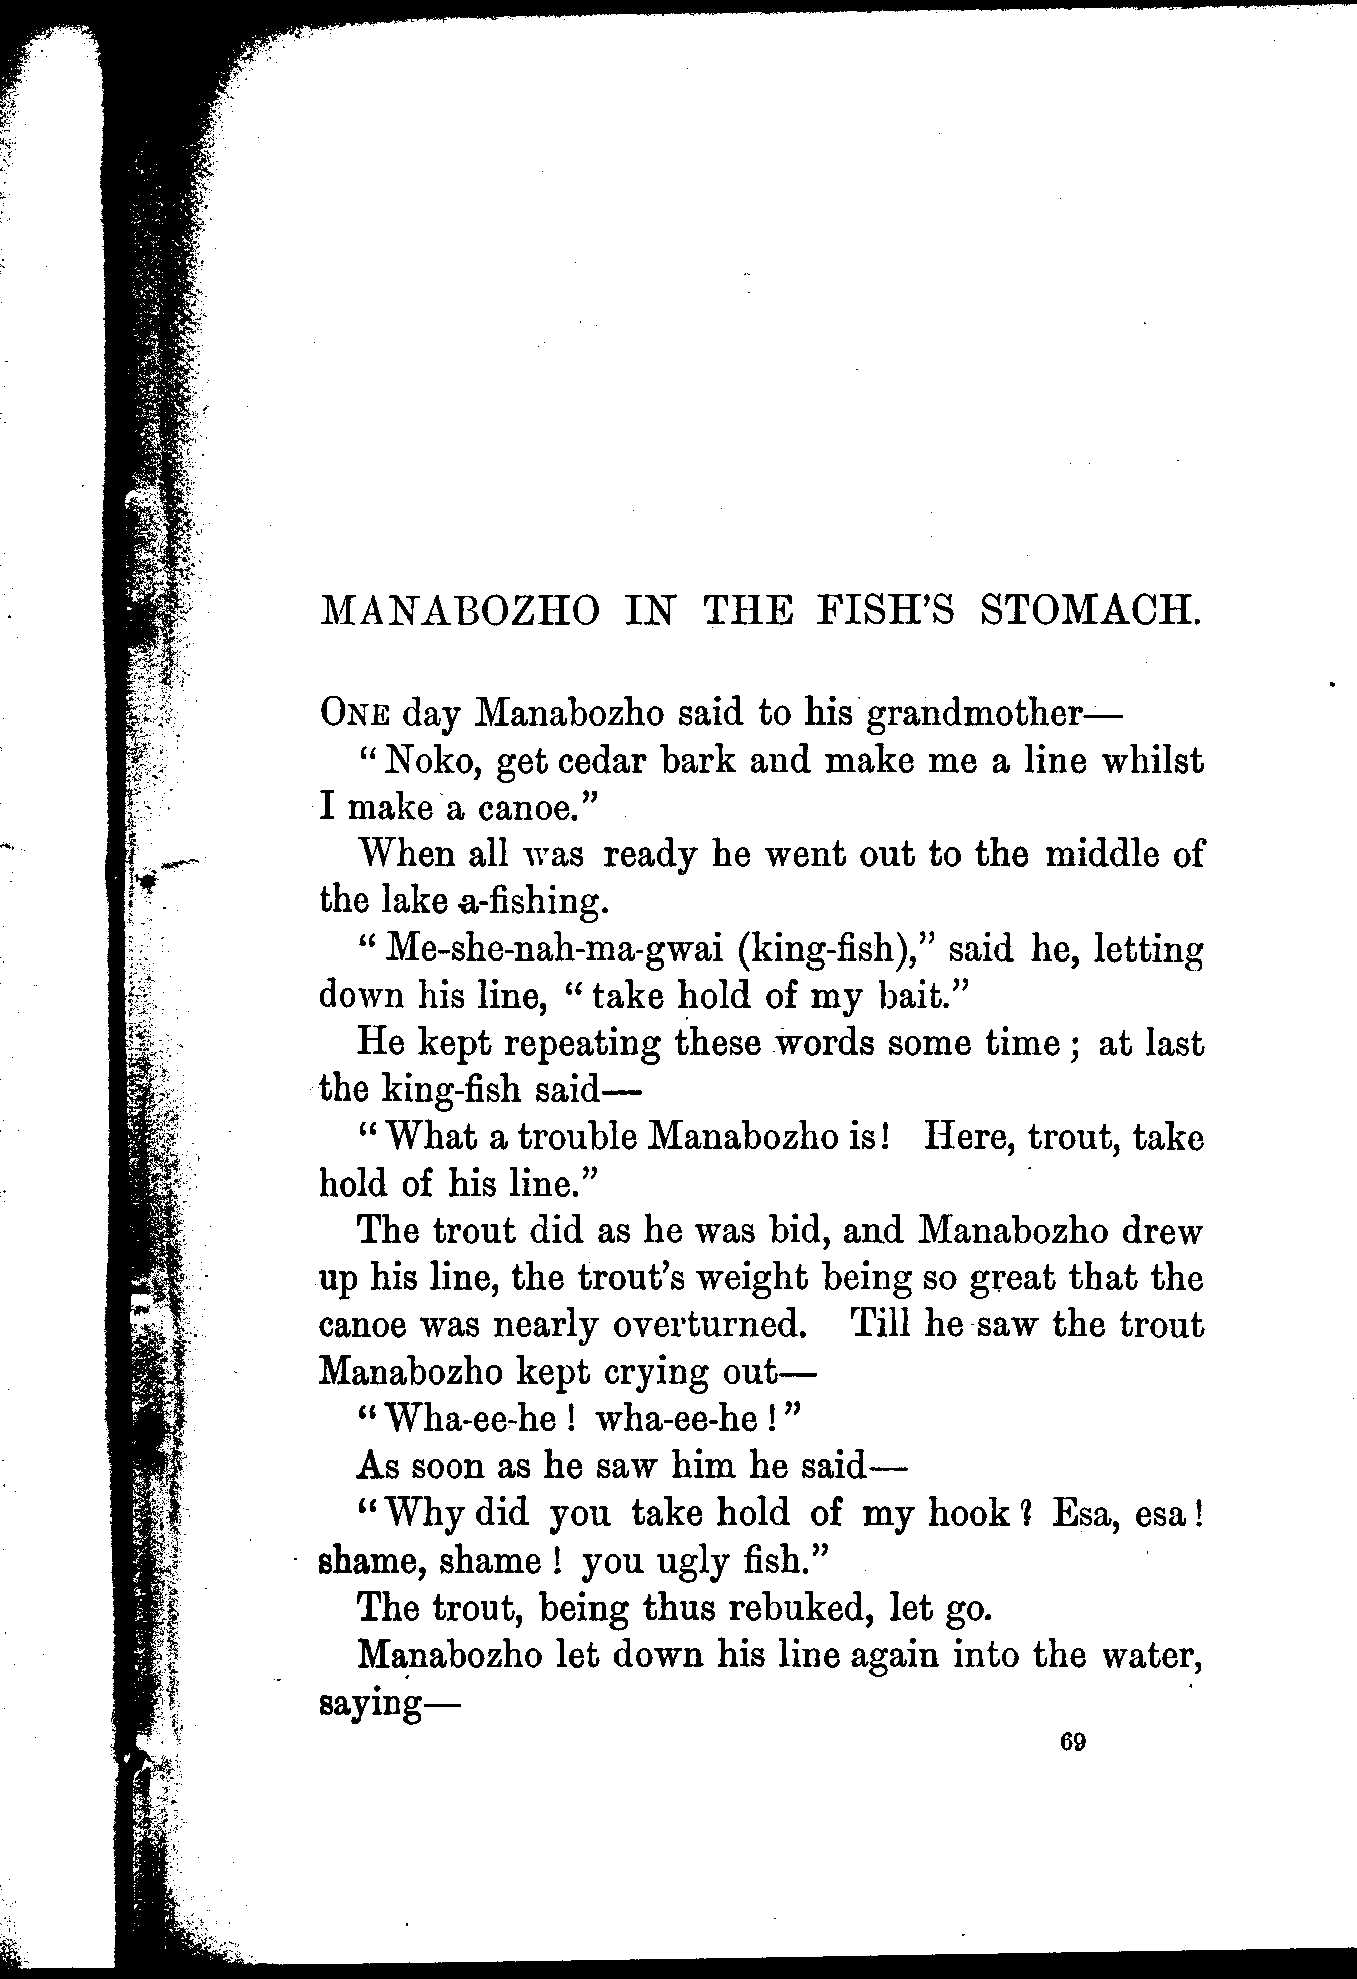 MANABOZHO IN THE FISH'S STOMACH.
ONE day Manabozho said to his grandmother—
"Noko, get cedar bark and make me a line whilst
I make a canoe."
When all was ready he went out to the middle of
the lake a-fishing.
"Me-she-nah-ma-gwai (king-fish)," said he, letting
down his line, "take hold of my bait."
He kept repeating these words some time; at last
the king-fish said—
"What a trouble Manabozho is! Here, trout, take
hold of his line."
The trout did as he was bid, and Manabozho drew
up his line, the trout's weight being so great that the
canoe was nearly overturned. Till he saw the trout
Manabozho kept crying out—
"Wha-ee-he! wha-ee-he!"
As soon as he saw him he said—
"Why did you take hold of my hook? Esa, esa!
shame, shame! you ugly fish."
The trout, being thus rebuked, let go.
Manabozho let down his line again into the water,
saying—
69